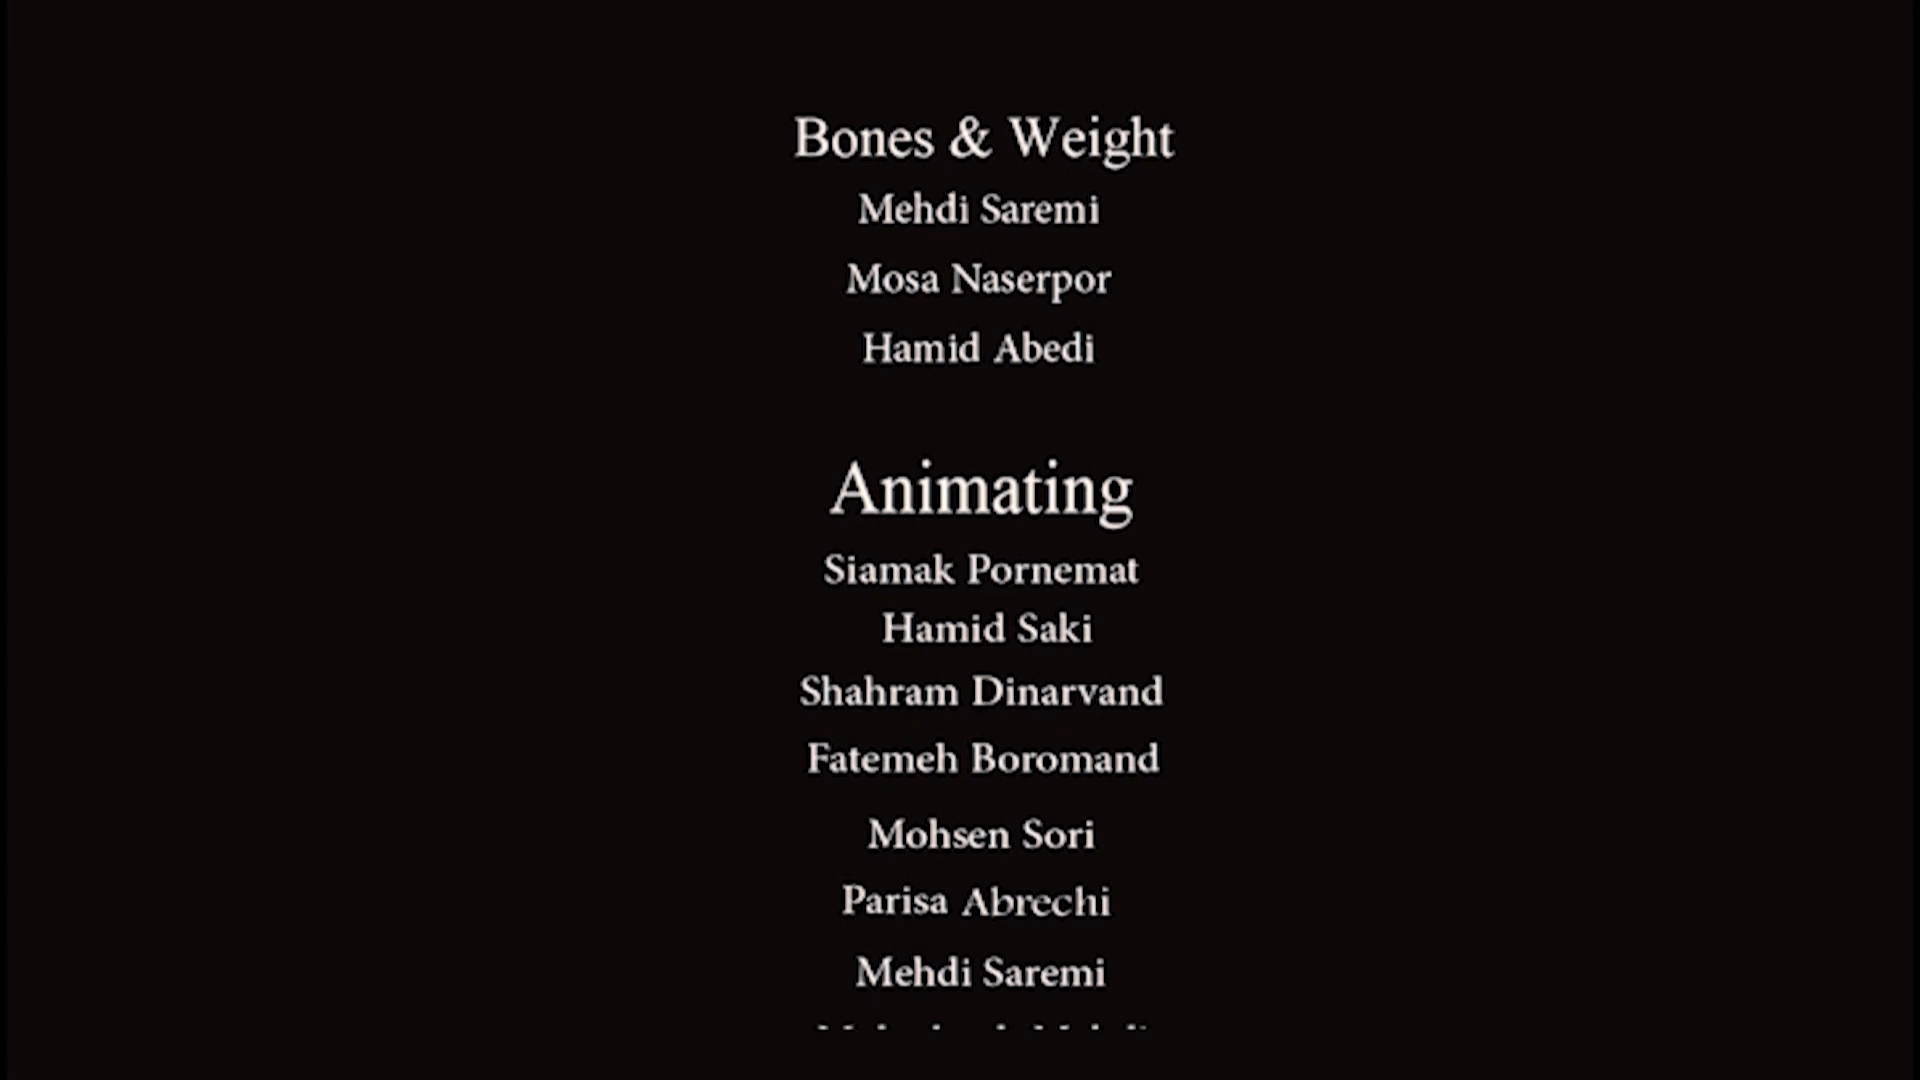 Bones & Weight
Mehdi Saremi
Mosa Naserpor
Hamid Abedi
Animating
Siamak Pornemat
Hamid Saki
Shahram Dinarvand
Fatemeh Boromand
Mohsen Sori
Parisa Abrechi
Mehdi Saremi